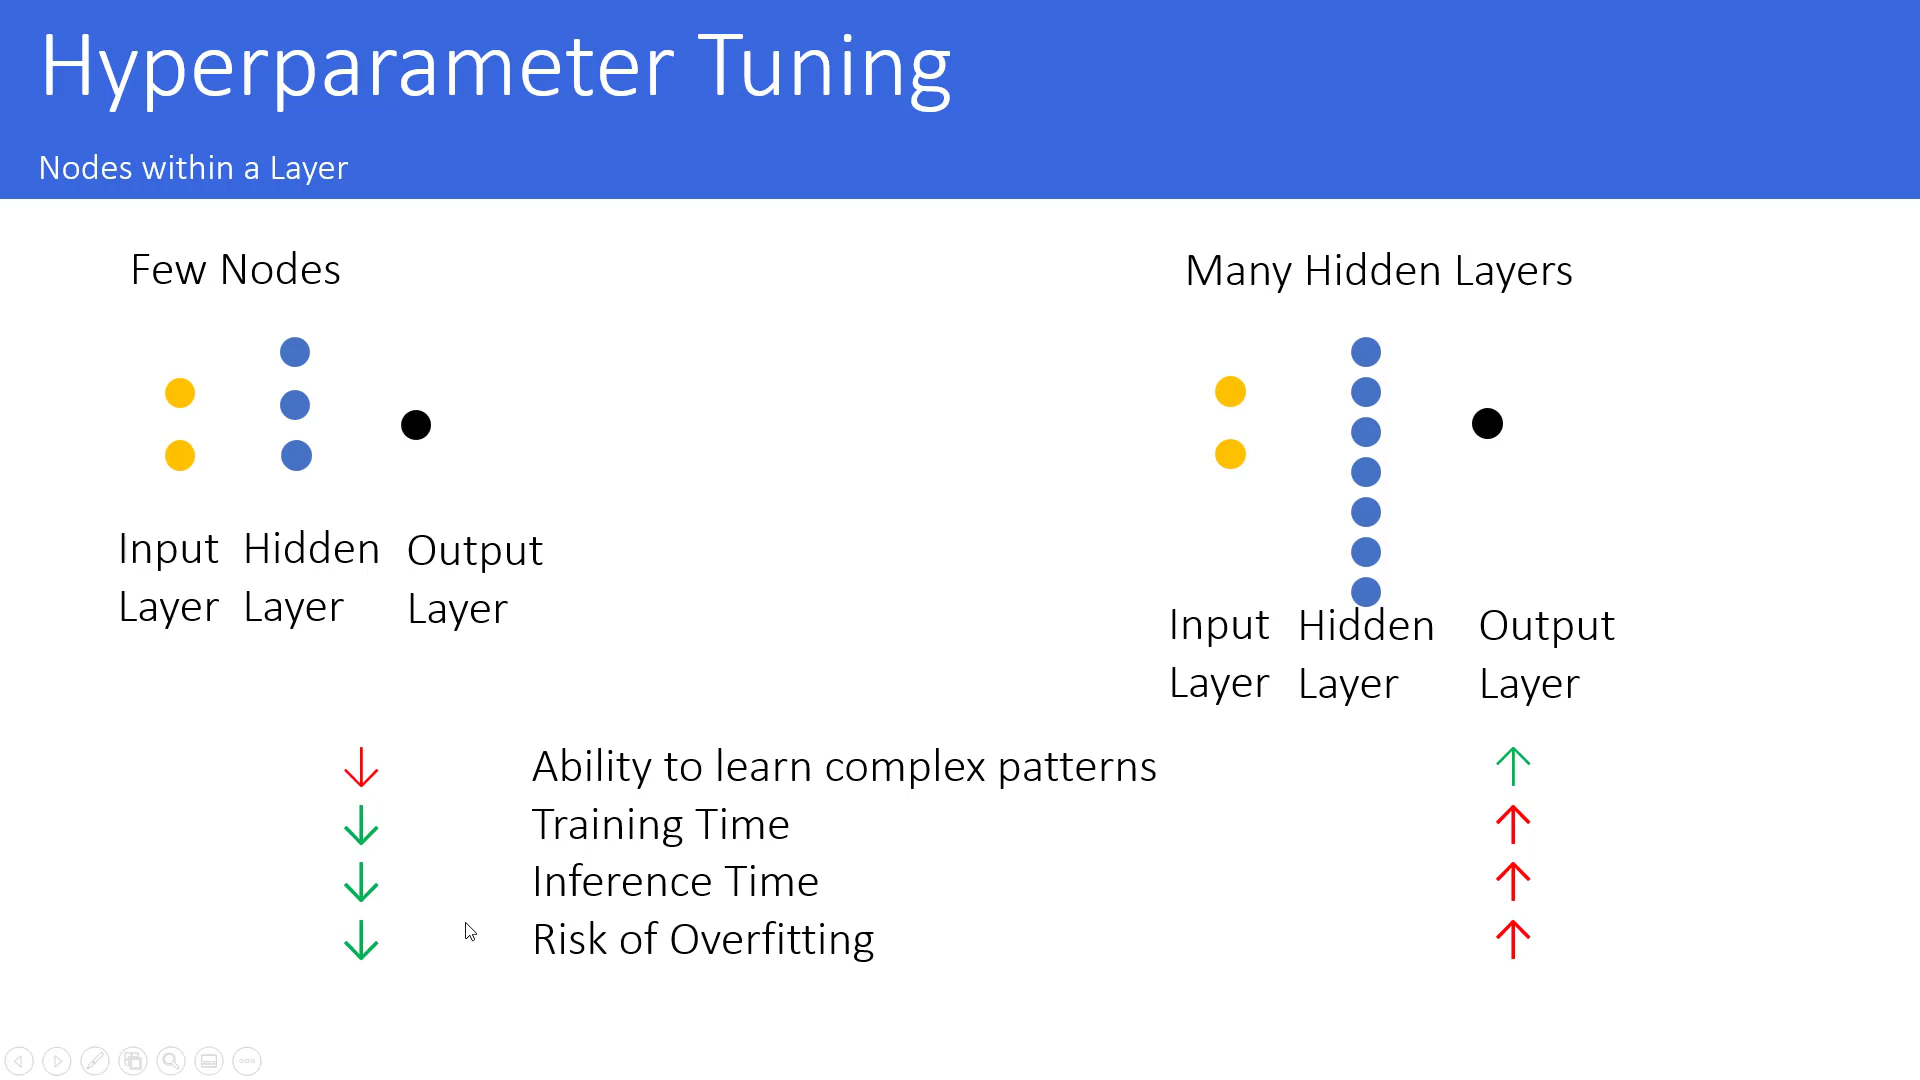 Hyperparameter Tuning
Nodes within a Layer
Few Nodes
Input Hidden Output
Layer Layer Layer
Many Hidden Layers
Input Hidden Output
Layer Layer Layer
↓ Ability to learn complex patterns ↑
↓ Training Time ↑
↓ Inference Time ↑
↓ Risk of Overfitting ↑